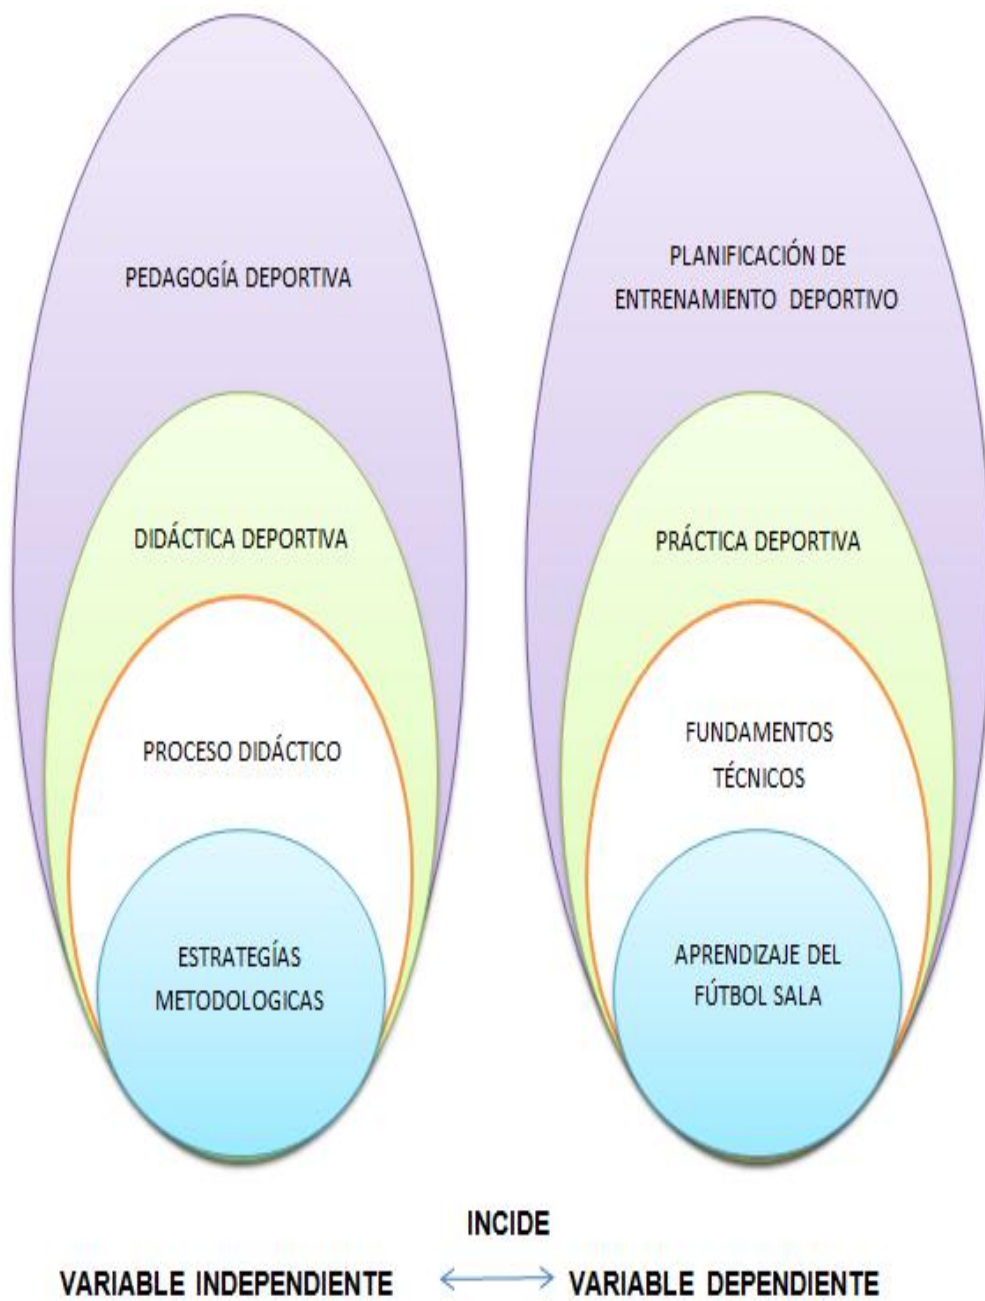 PEDAGOGÍA DEPORTIVA
DIDÁCTICA DEPORTIVA
PROCESO DIDÁCTICO
ESTRATEGÍAS
METODOLOGICAS
PLANIFICACIÓN DE
ENTRENAMIENTO DEPORTIVO
PRÁCTICA DEPORTIVA
FUNDAMENTOS
TÉCNICOS
APRENDIZAJE DEL
FÚTBOL SALA
INCIDE
VARIABLE INDEPENDIENTE
VARIABLE DEPENDIENTE